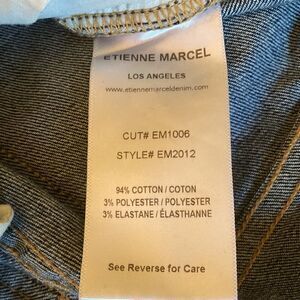 ETIENNE MARCEL
LOS ANGELES
www.etiennemarceldenim.com
CUT# EM1006
STYLE# EM2012
94% COTTON / COTON
3% POLYESTER / POLYESTER
3% ELASTANE / ÉLASTHANNE
See Reverse for Care